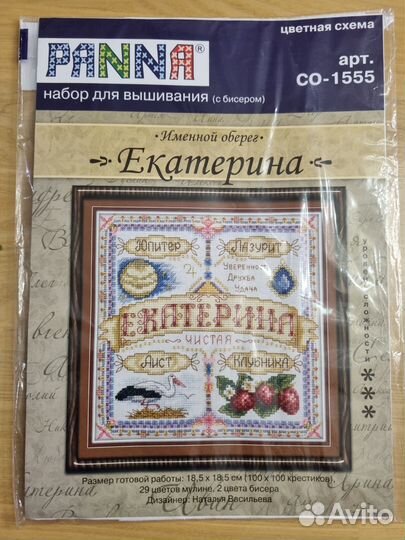 цветная схема
PANNA®
арт.
СО-1555
набор для вышивания (с бисером)
• Именной оберег •
Екатерина
Юпитер
Лазурит
Уверенность
Дружба
Удача
Екатерина
чистая
Аист
Клубника
уровень сложности
Размер готовой работы: 18,5 x 18,5 см (100 x 100 крестиков),
29 цветов мулине, 2 цвета бисера
Дизайнер: Наталья Васильева
Avito